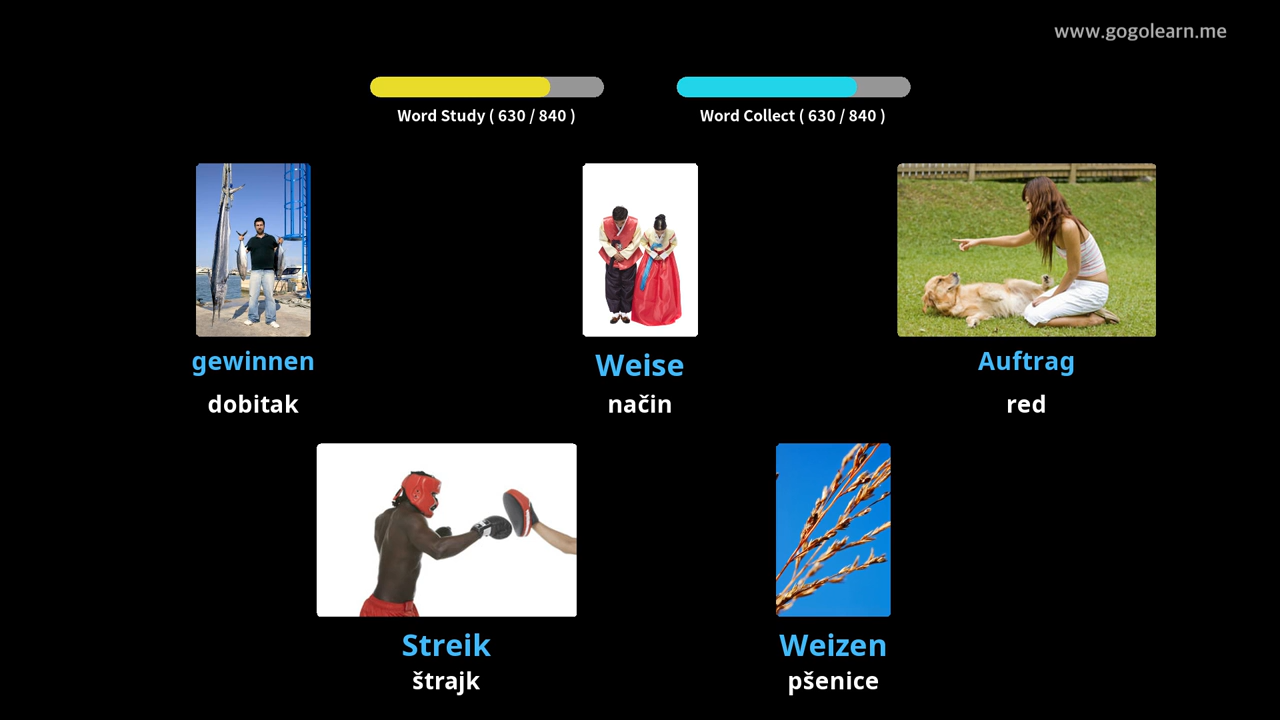 www.gogolearn.me
Word Study ( 630 / 840 )
Word Collect ( 630 / 840 )
gewinnen
dobitak
Weise
način
Auftrag
red
Streik
štrajk
Weizen
pšenice